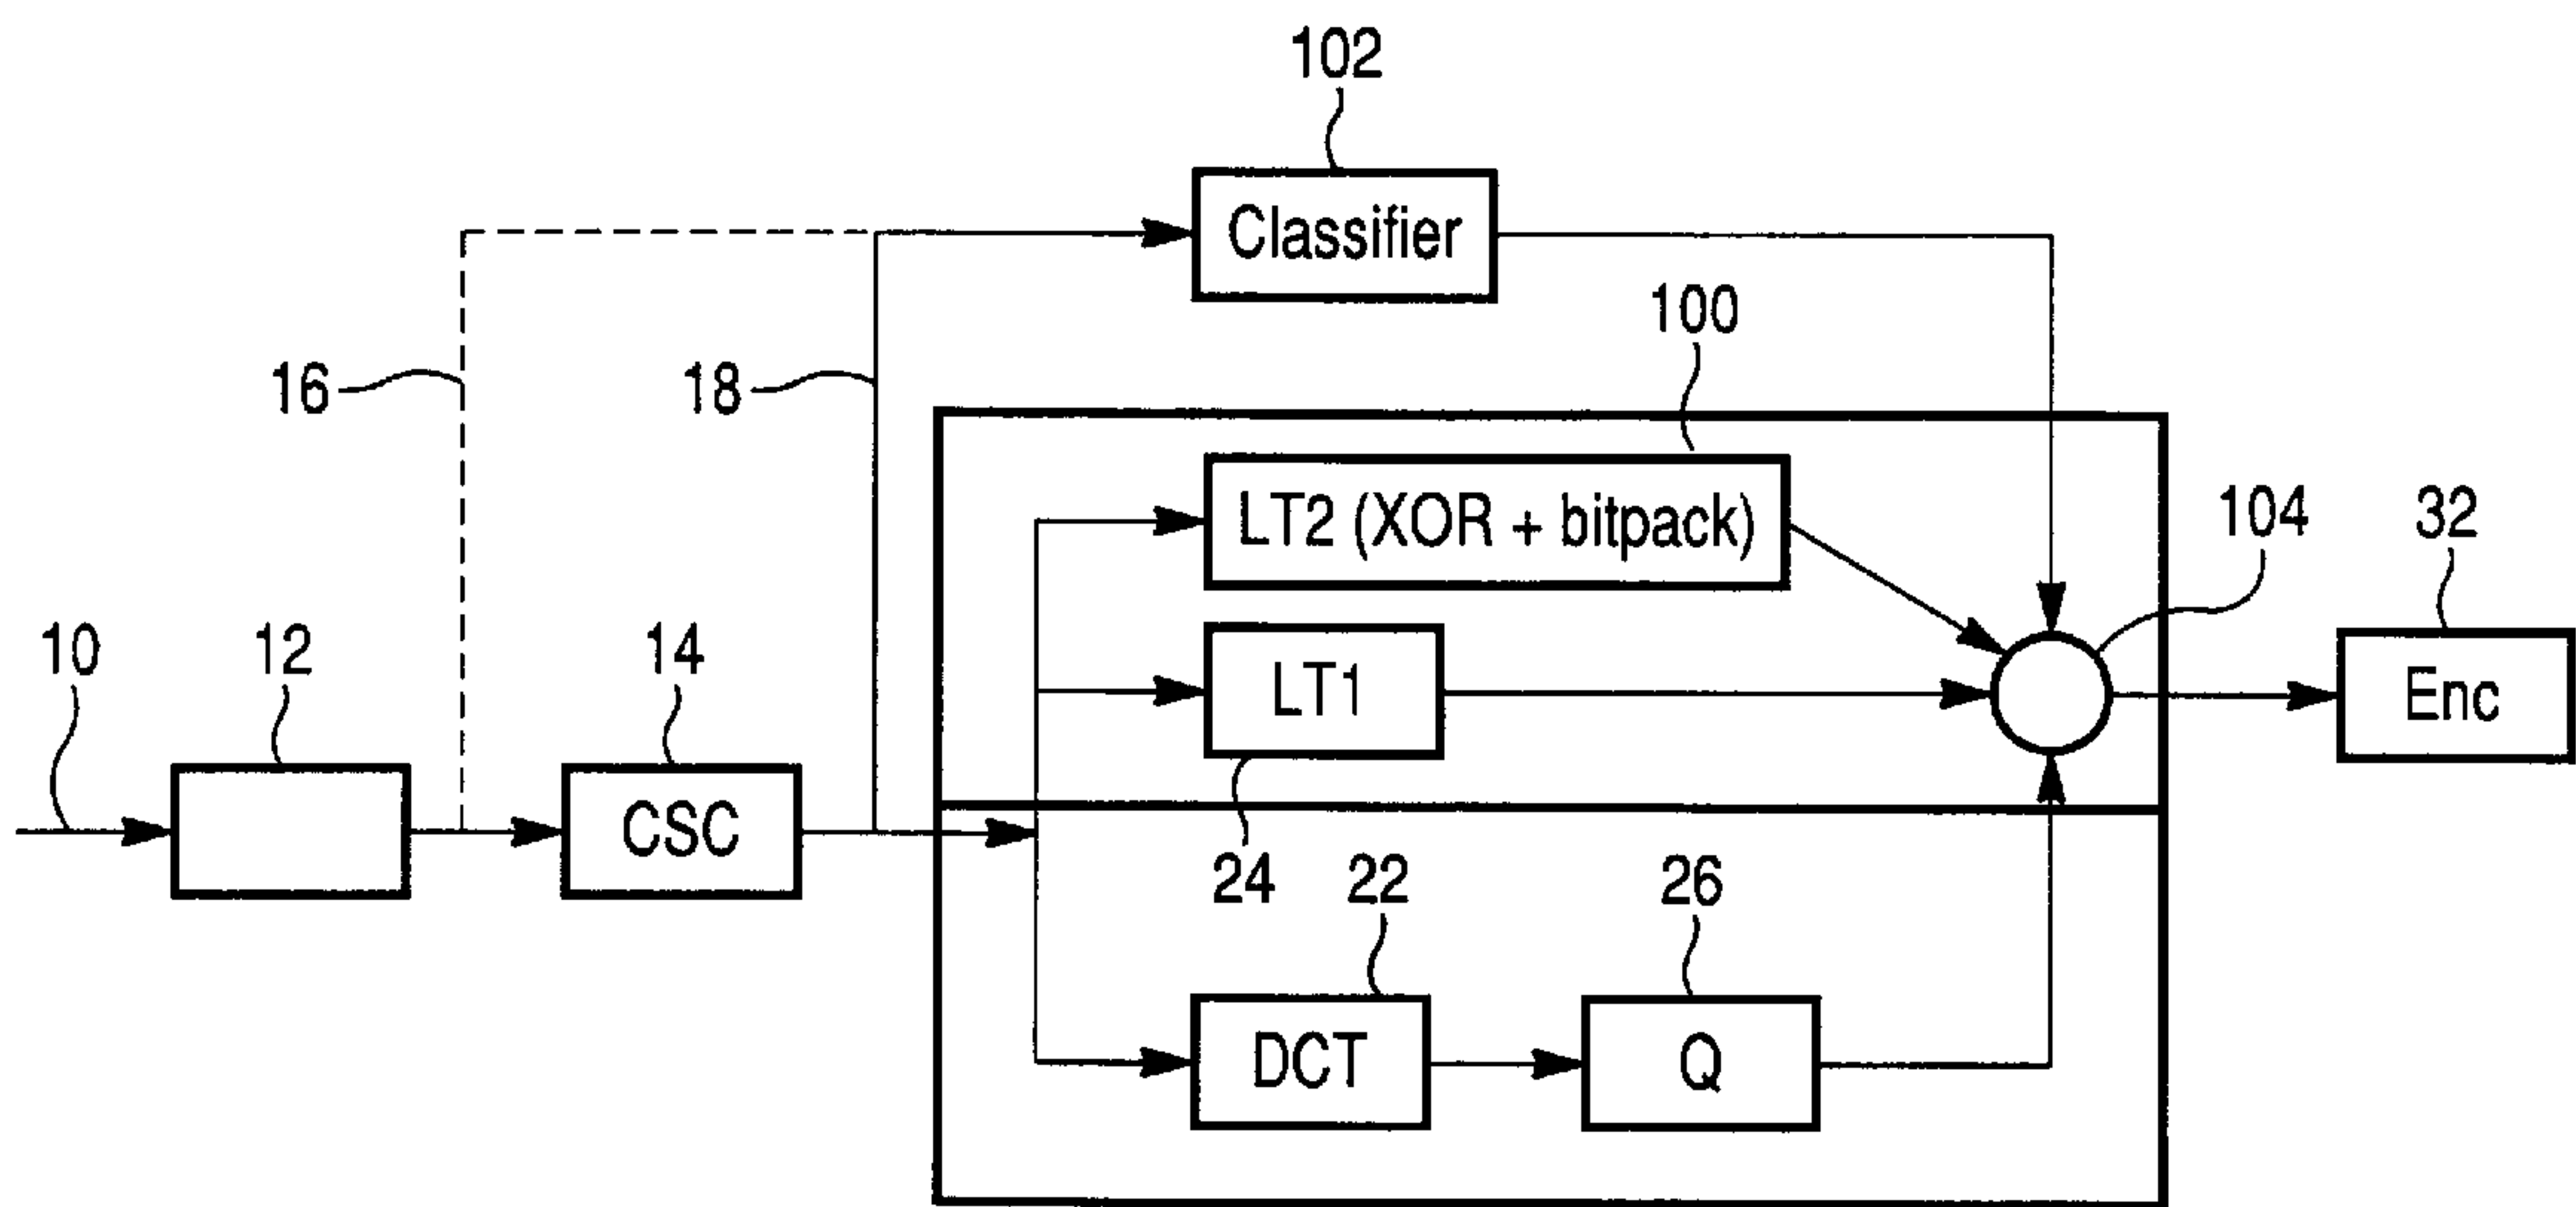 102
Classifier
100
16
18
LT2 (XOR + bitpack)
104
32
10
12
14
LT1
Enc
CSC
24
22
26
DCT
Q